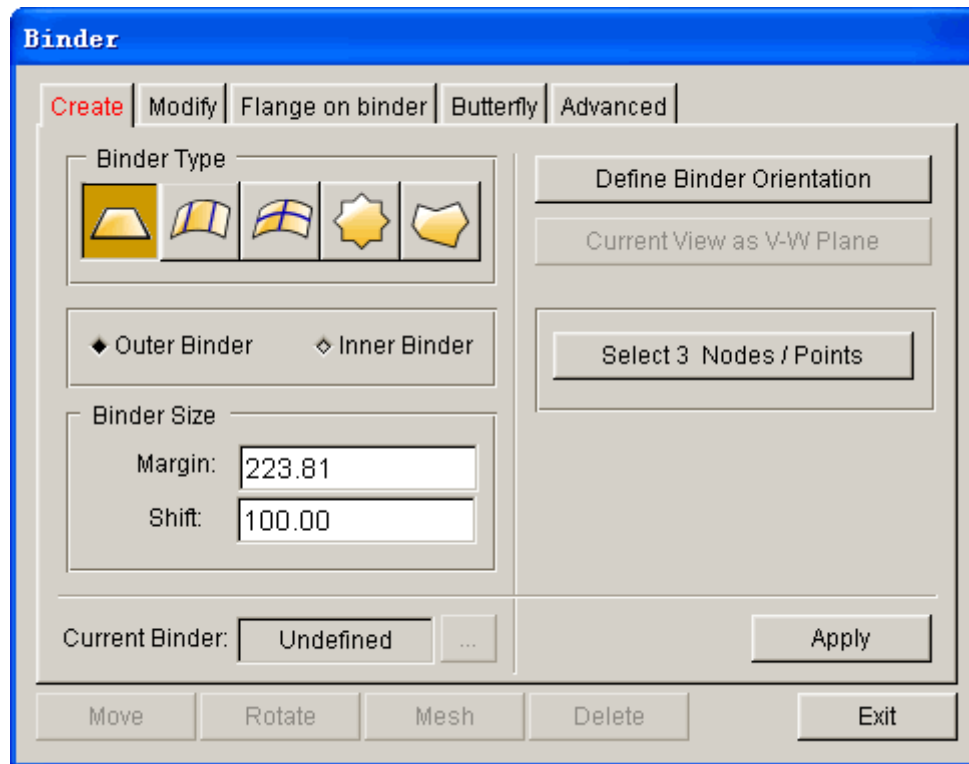 Binder
Create Modify Flange on binder Butterfly Advanced
Binder Type
Define Binder Orientation
Current View as V-W Plane
Outer Binder Inner Binder
Select 3 Nodes / Points
Binder Size
Margin: 223.81
Shift: 100.00
Current Binder: Undefined ... Apply
Move Rotate Mesh Delete Exit